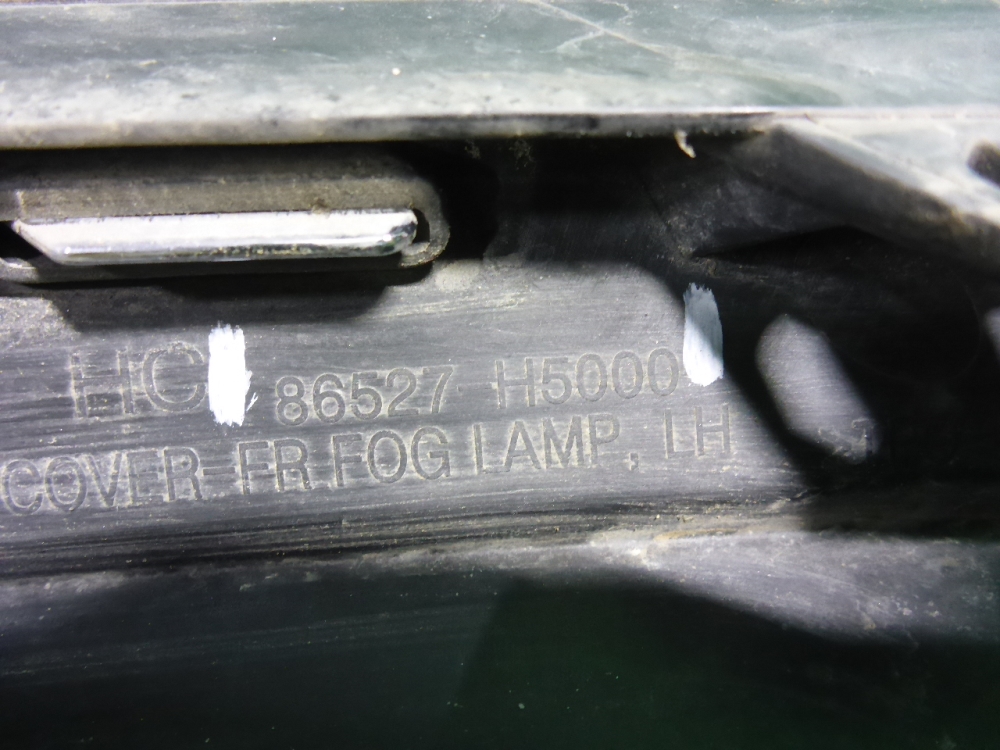 HC 86527-H5000
COVER-FR FOG LAMP, LH